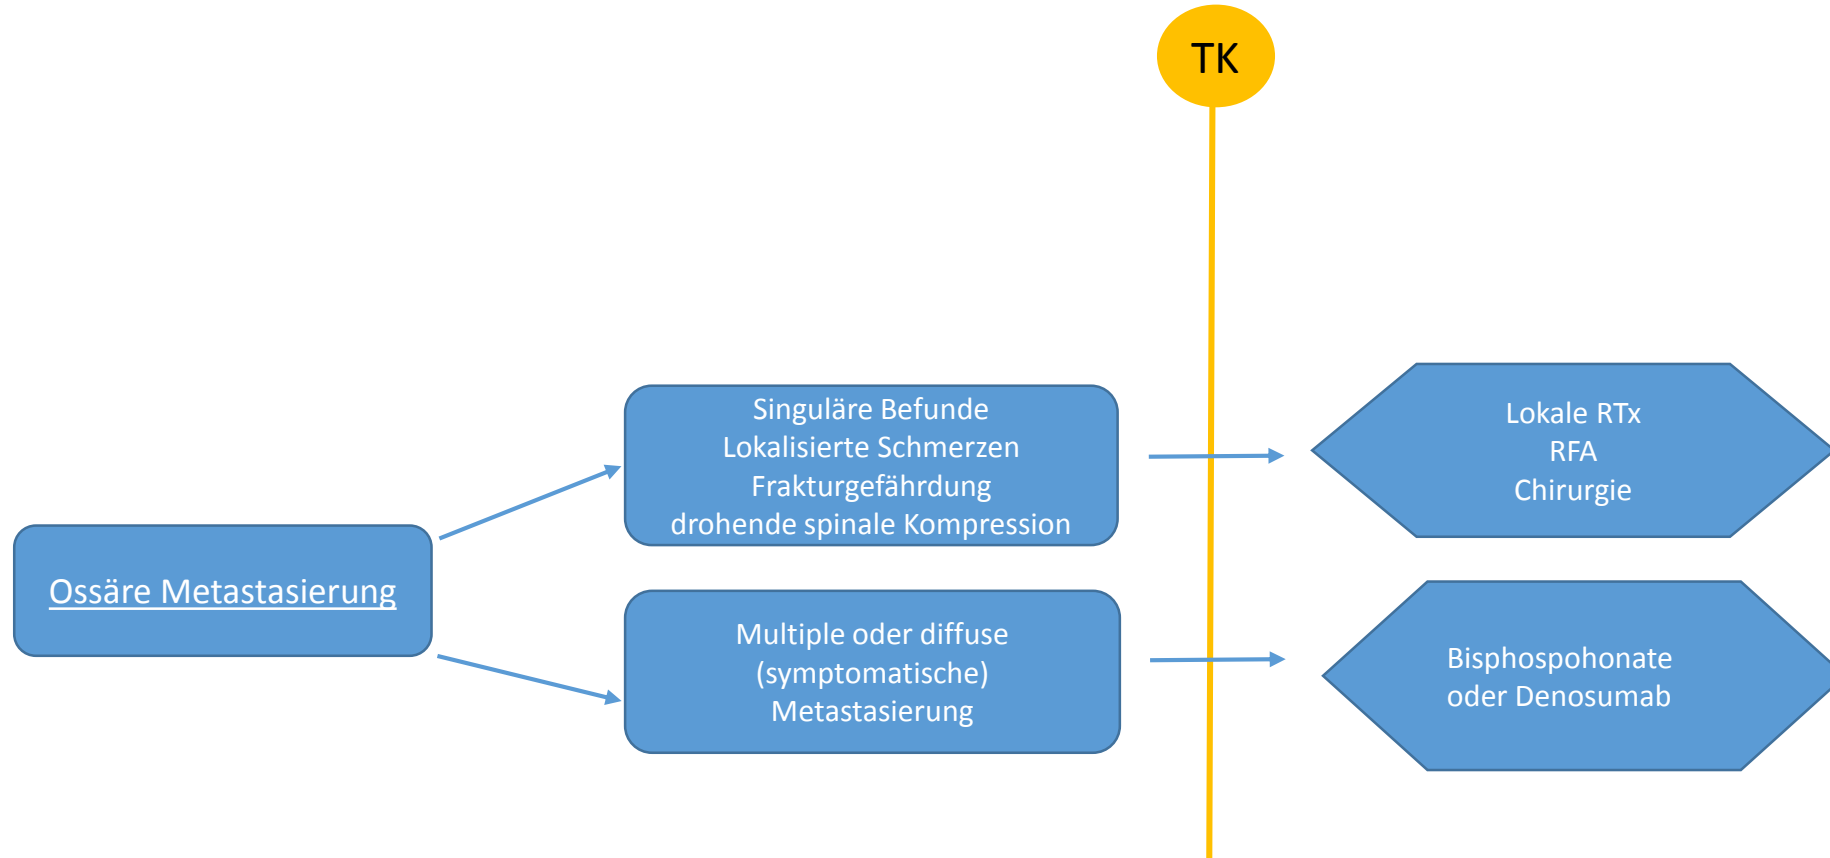 TK
Ossäre Metastasierung
Singuläre Befunde
Lokalisierte Schmerzen
Frakturgefährdung
drohende spinale Kompression
Lokale RTx
RFA
Chirurgie
Multiple oder diffuse
(symptomatische)
Metastasierung
Bisphospohonate
oder Denosumab